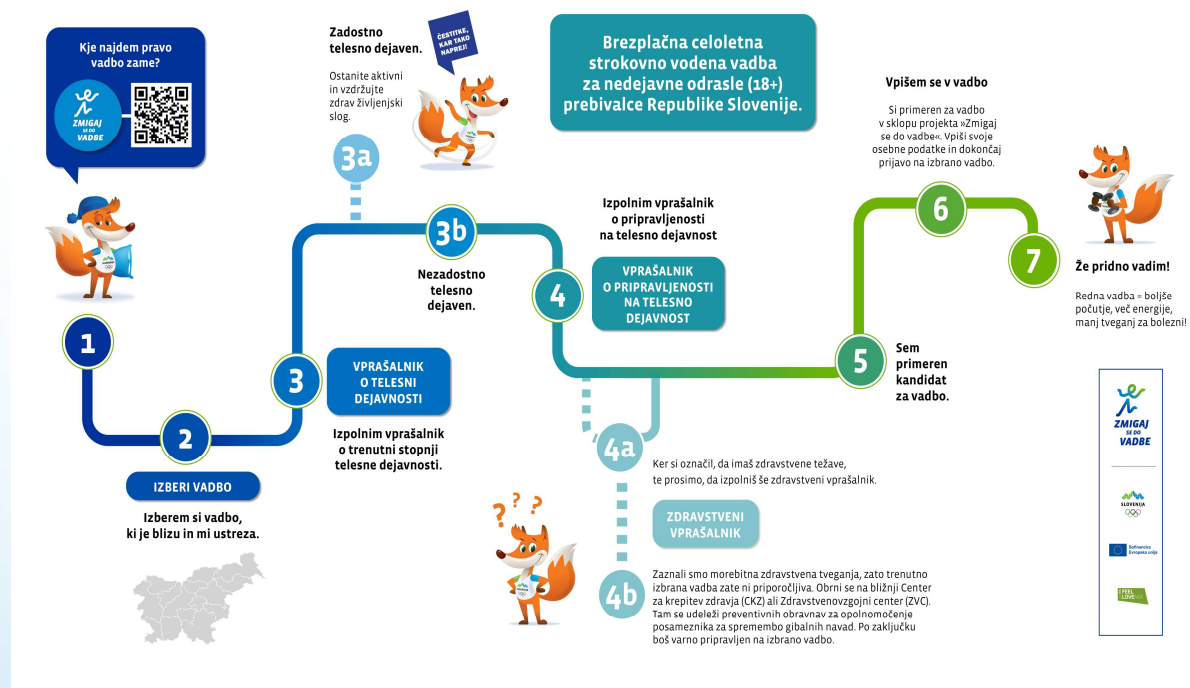 Kje najdem pravo
vadbo zame?
ZMIGAJ
SE DO
VADBE
1
2
IZBERI VADBO
Izberem si vadbo,
ki je blizu in mi ustreza.
3
VPRAŠALNIK
O TELESNI
DEJAVNOSTI
Izpolnim vprašalnik
o trenutni stopnji
telesne dejavnosti.
Zadostno
telesno dejaven.
Ostanite aktivni
in vzdržujte
zdrav življenjski
slog.
ČESTITKE,
KAR TAKO
NAPREJ!
3a
3b
Nezadostno
telesno
dejaven.
Brezplačna celoletna
strokovno vodena vadba
za nedejavne odrasle (18+)
prebivalce Republike Slovenije.
Izpolnim vprašalnik
o pripravljenosti
na telesno dejavnost
4
VPRAŠALNIK
O PRIPRAVLJENOSTI
NA TELESNO
DEJAVNOST
4a
Ker si označil, da imaš zdravstvene težave,
te prosimo, da izpolniš še zdravstveni vprašalnik.
ZDRAVSTVENI
VPRAŠALNIK
? ? ?
4b
Zaznali smo morebitna zdravstvena tveganja, zato trenutno
izbrana vadba zate ni priporočljiva. Obrni se na bližnji Center
za krepitev zdravja (CKZ) ali Zdravstvenovzgojni center (ZVC).
Tam se udeleži preventivnih obravnav za opolnomočenje
posameznika za spremembo gibalnih navad. Po zaključku
boš varno pripravljen na izbrano vadbo.
5
Sem
primeren
kandidat
za vadbo.
Vpišem se v vadbo
Si primeren za vadbo
v sklopu projekta »Zmigaj
se do vadbe«. Vpiši svoje
osebne podatke in dokončaj
prijavo na izbrano vadbo.
6
7
Že pridno vadim!
Redna vadba = boljše
počutje, več energije,
manj tveganj za bolezni!
ZMIGAJ
SE DO
VADBE
SLOVENIJA
Sofinancira
Evropska unija
I FEEL
SLOVENIA